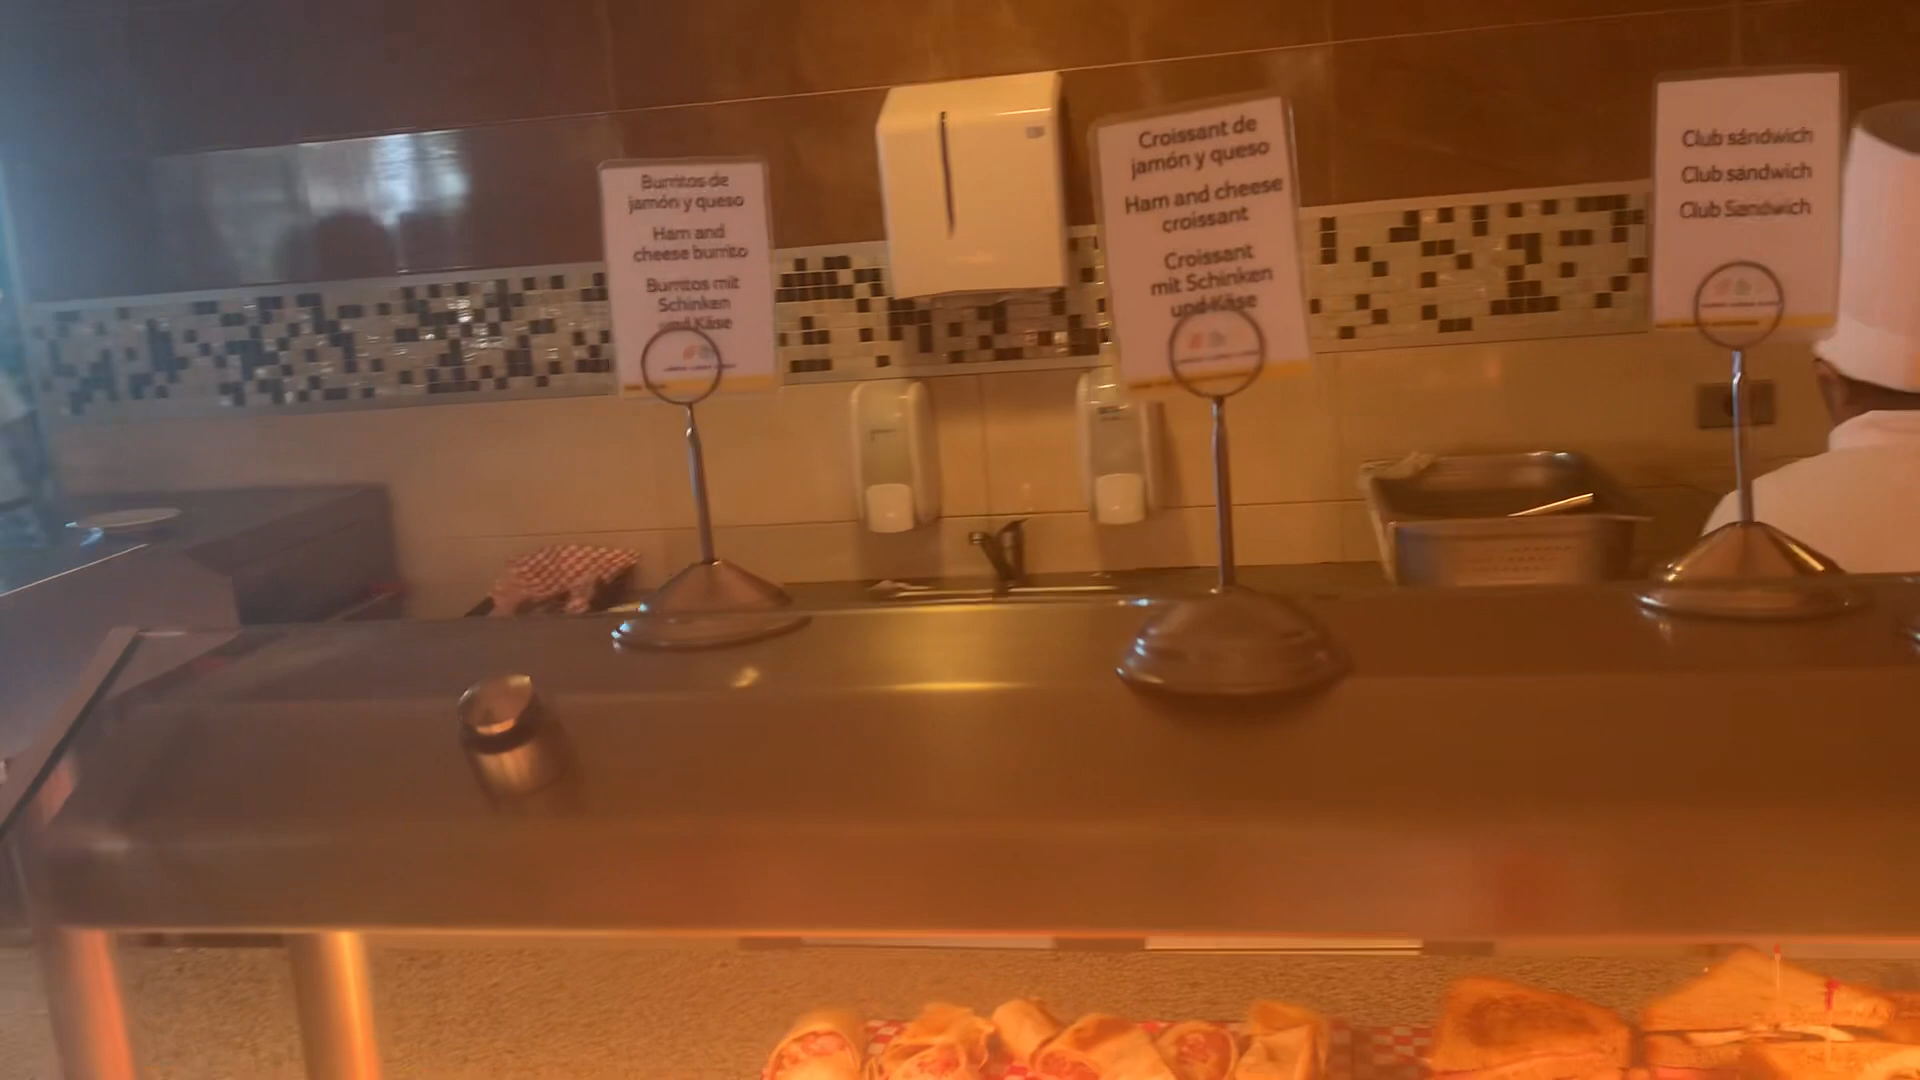 Burritos de
jamón y queso
Ham and
cheese burrito
Burritos mit
Schinken
und Käse
Croissant de
jamón y queso
Ham and cheese
croissant
Croissant
mit Schinken
und Käse
Club sándwich
Club sandwich
Club Sandwich